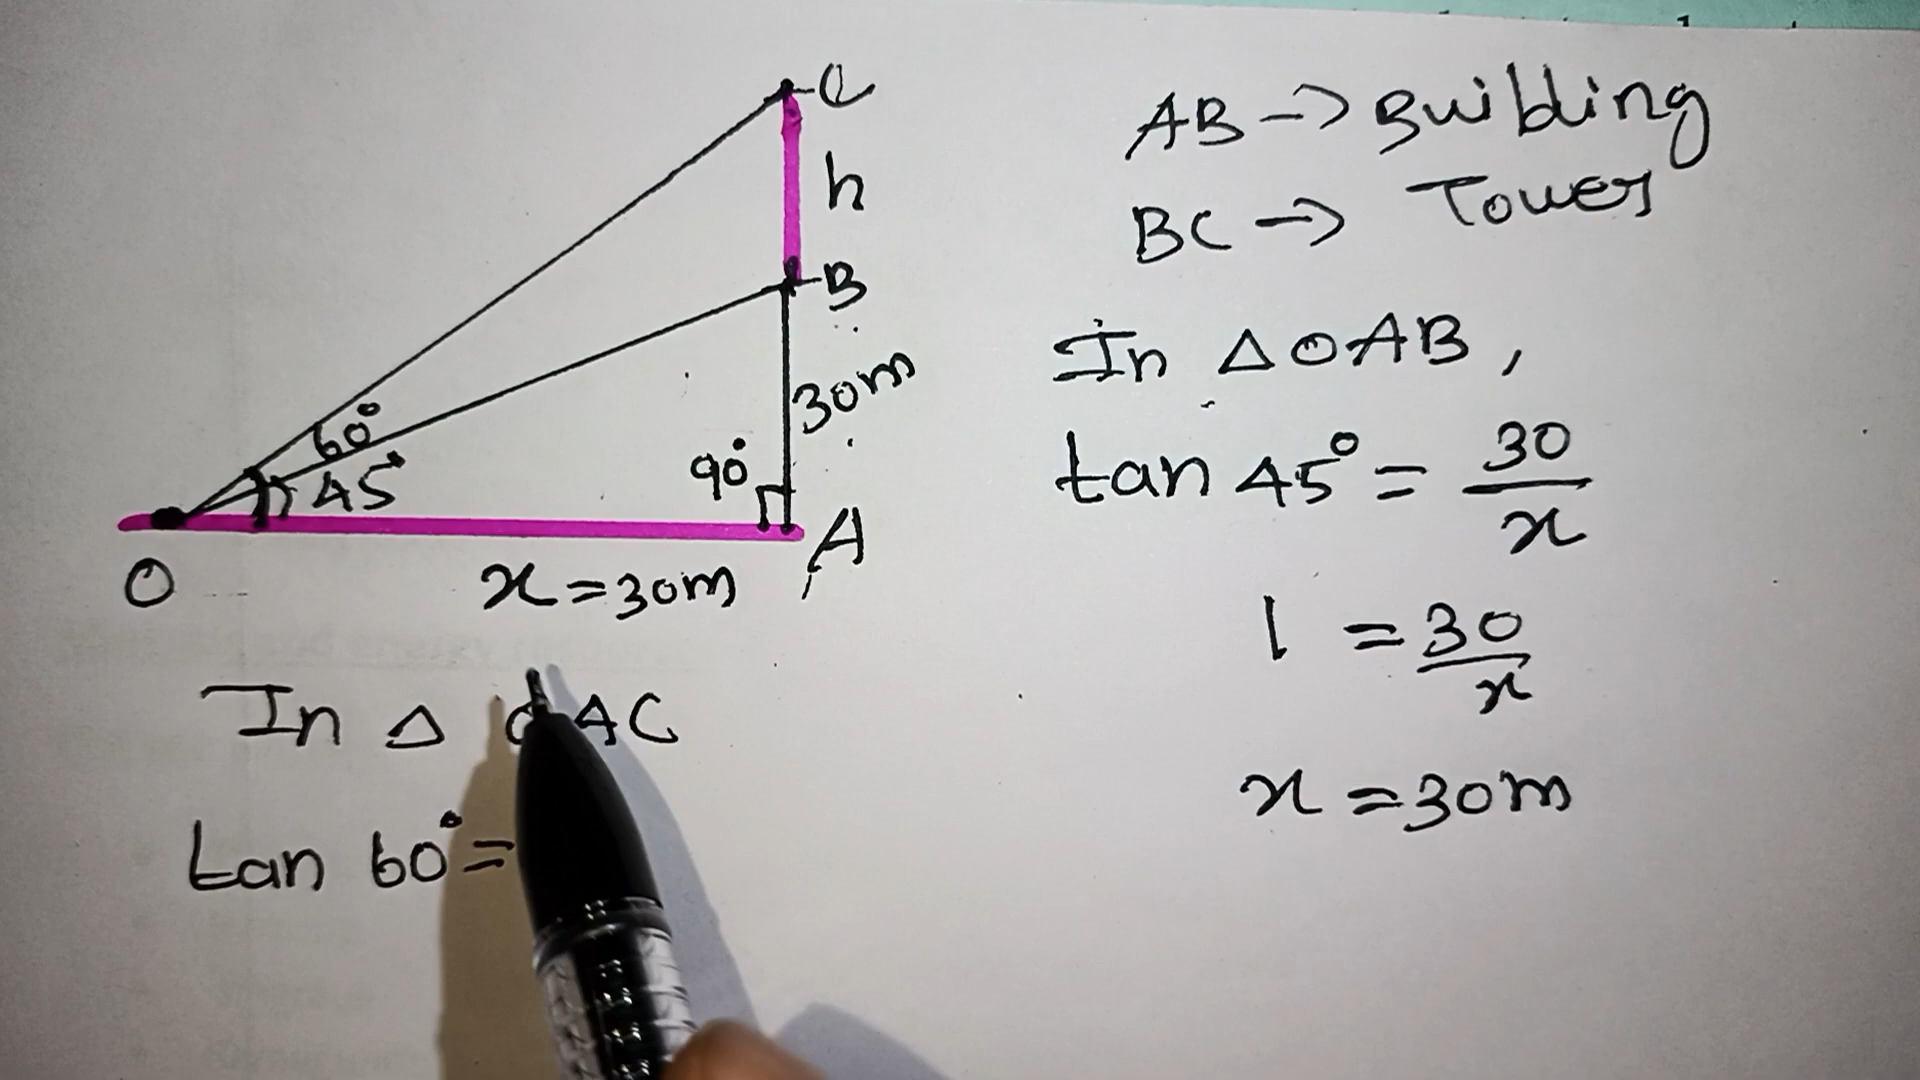 C
h
B
30m
60°
45°
90°
A
O
x = 30m
In △ OAC
tan 60° =
AB → Building
BC → Tower
In △OAB,
tan 45° = 30/x
1 = 30/x
x = 30m